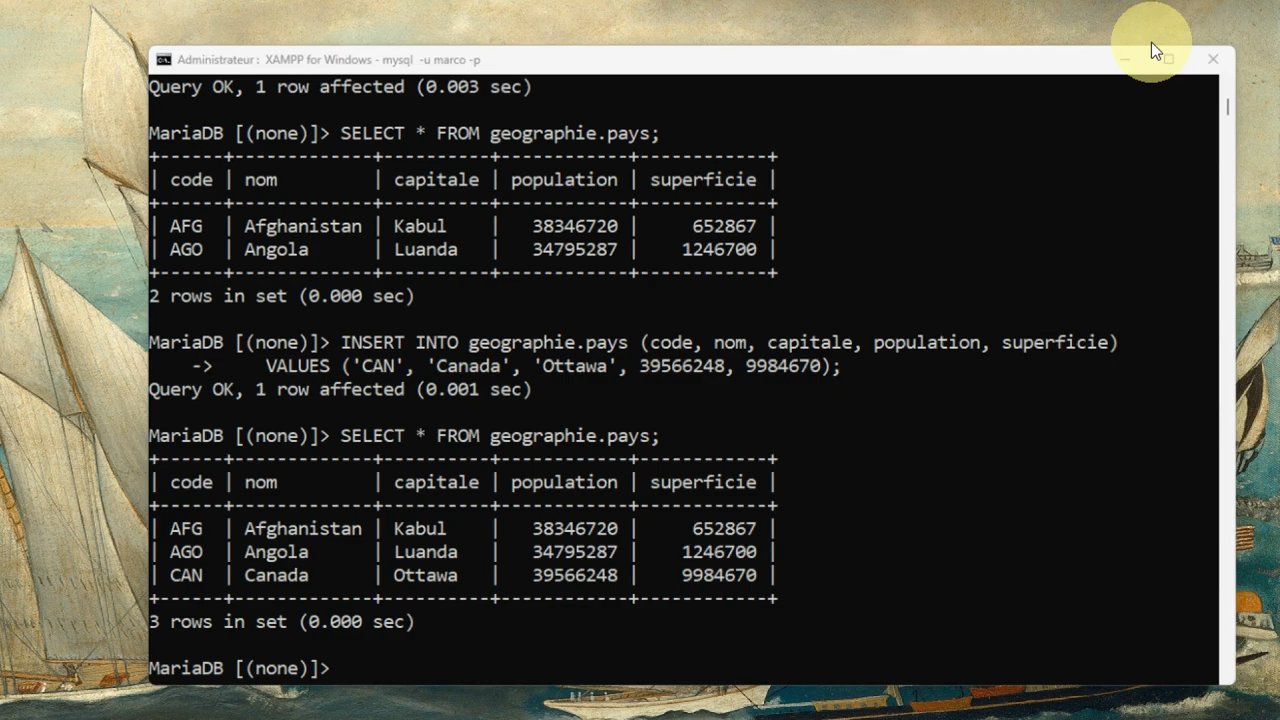 Administrateur : XAMPP for Windows - mysql -u marco -p
Query OK, 1 row affected (0.003 sec)
MariaDB [(none)]> SELECT * FROM geographie.pays;
+------+-------------+----------+------------+------------+
| code | nom         | capitale | population | superficie |
+------+-------------+----------+------------+------------+
| AFG  | Afghanistan | Kabul    |   38346720 |     652867 |
| AGO  | Angola      | Luanda   |   34795287 |    1246700 |
+------+-------------+----------+------------+------------+
2 rows in set (0.000 sec)
MariaDB [(none)]> INSERT INTO geographie.pays (code, nom, capitale, population, superficie)
    ->     VALUES ('CAN', 'Canada', 'Ottawa', 39566248, 9984670);
Query OK, 1 row affected (0.001 sec)
MariaDB [(none)]> SELECT * FROM geographie.pays;
+------+-------------+----------+------------+------------+
| code | nom         | capitale | population | superficie |
+------+-------------+----------+------------+------------+
| AFG  | Afghanistan | Kabul    |   38346720 |     652867 |
| AGO  | Angola      | Luanda   |   34795287 |    1246700 |
| CAN  | Canada      | Ottawa   |   39566248 |    9984670 |
+------+-------------+----------+------------+------------+
3 rows in set (0.000 sec)
MariaDB [(none)]>